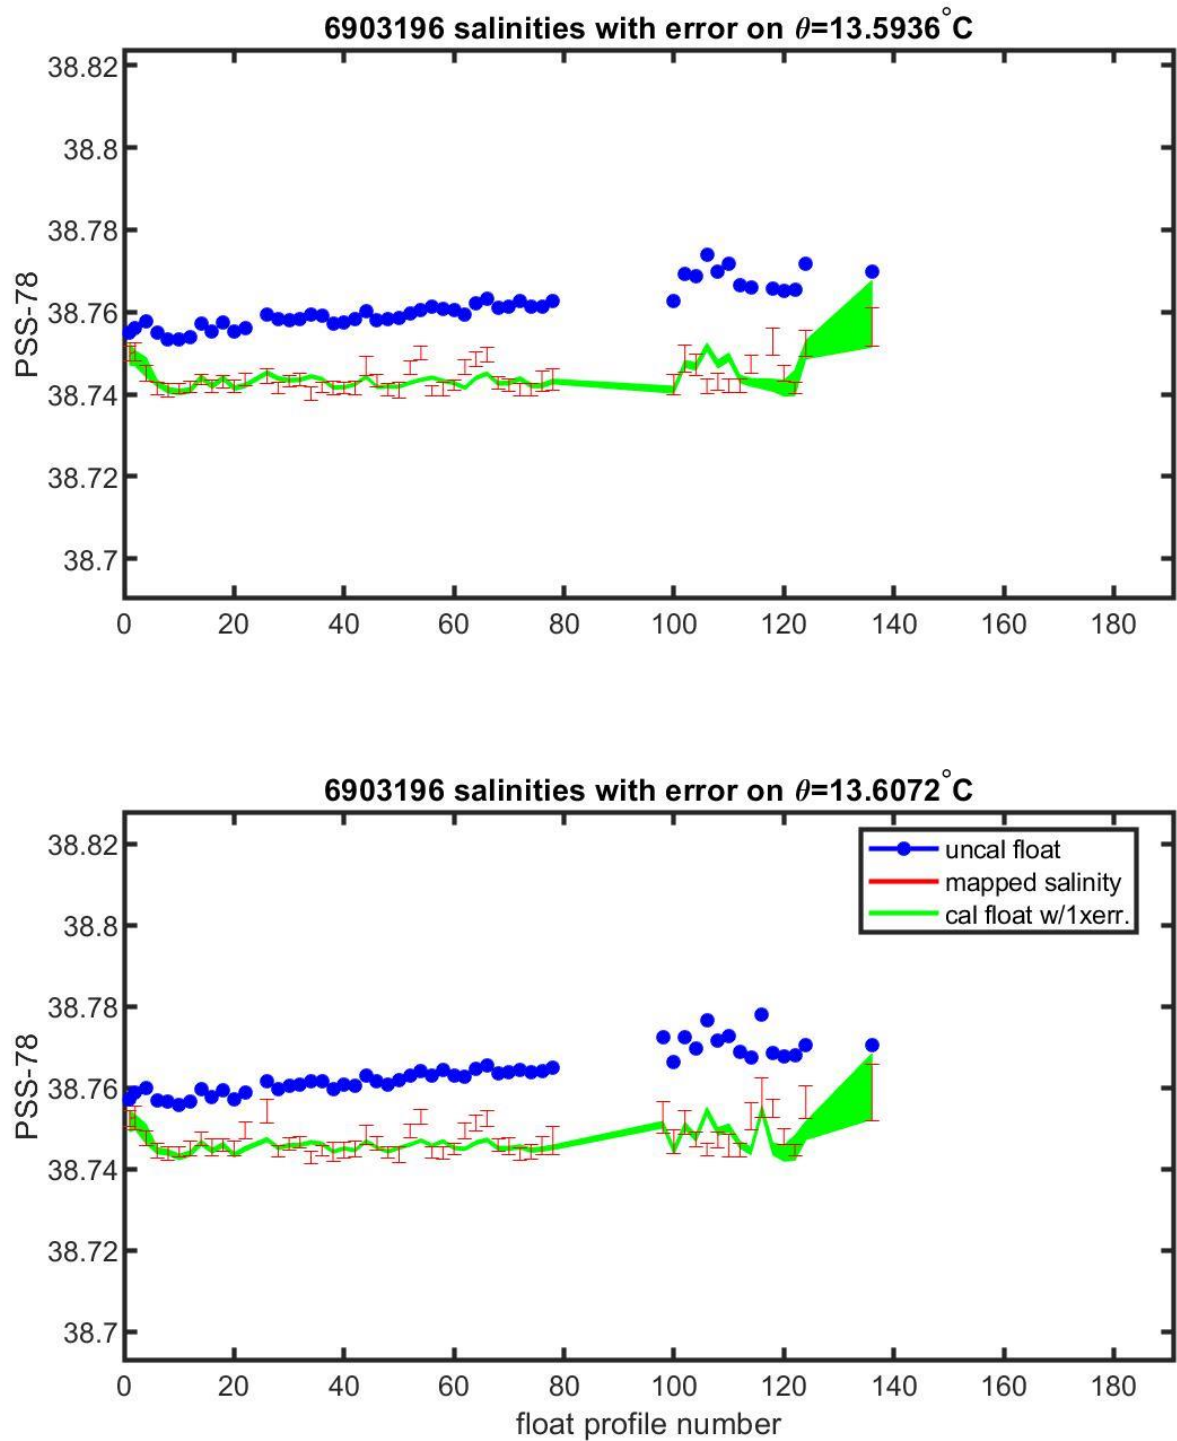 6903196 salinities with error on θ=13.5936°C
38.82
38.8
38.78
38.76
38.74
38.72
38.7
PSS-78
0 20 40 60 80 100 120 140 160 180
6903196 salinities with error on θ=13.6072°C
38.82
38.8
38.78
38.76
38.74
38.72
38.7
PSS-78
uncal float
mapped salinity
cal float w/1xerr.
0 20 40 60 80 100 120 140 160 180
float profile number